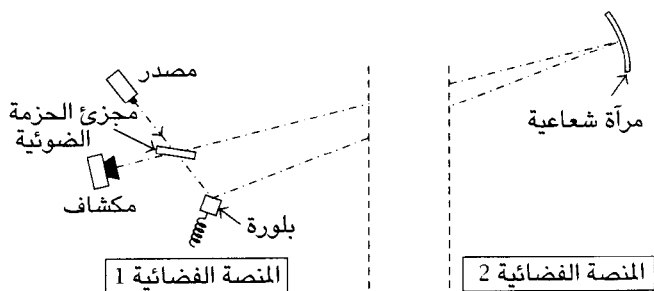 مصدر
مجزئ الحزمة
الضوئية
مكشاف
بلورة
المنصة الفضائية 1
مرآة شعاعية
المنصة الفضائية 2